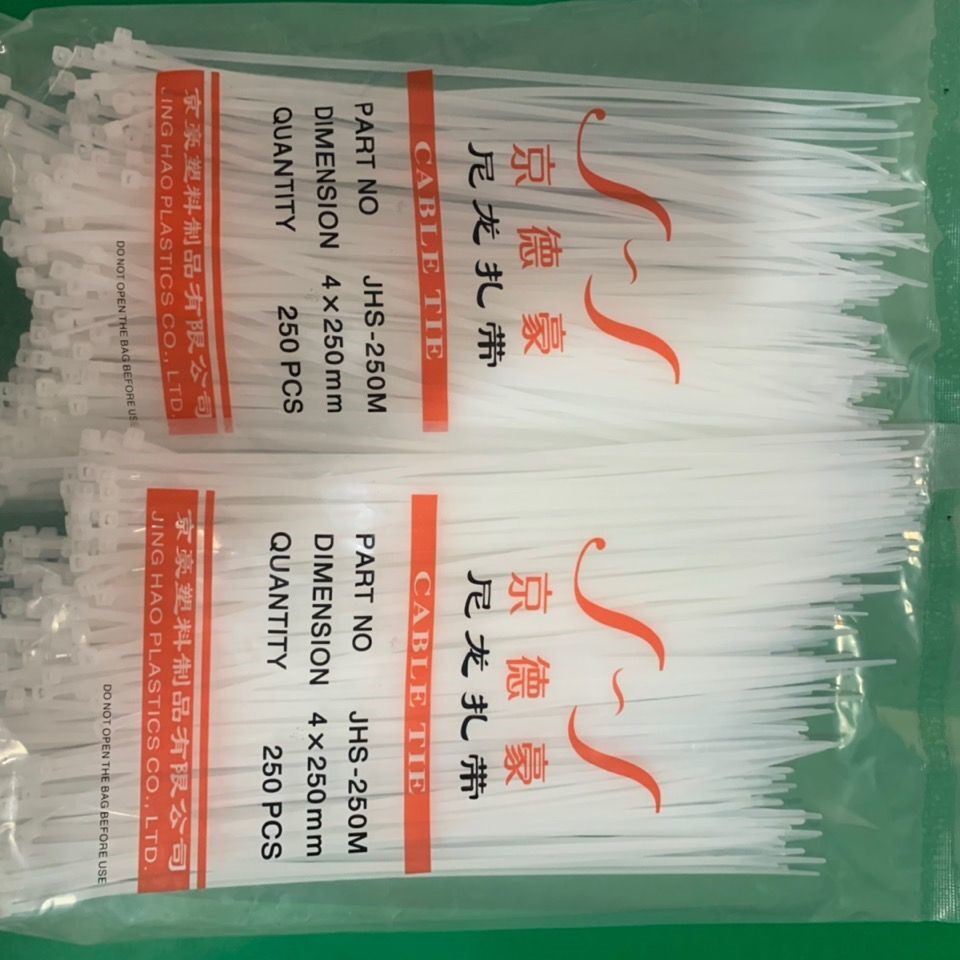 京德豪
尼龙扎带
CABLE TIE
PART NO JHS-250M
DIMENSION 4×250mm
QUANTITY 250 PCS
京豪塑料制品有限公司
JING HAO PLASTICS CO., LTD.
DO NOT OPEN THE BAG BEFORE US
京德豪
尼龙扎带
CABLE TIE
PART NO JHS-250M
DIMENSION 4×250mm
QUANTITY 250 PCS
京豪塑料制品有限公司
JING HAO PLASTICS CO., LTD.
DO NOT OPEN THE BAG BEFORE USE